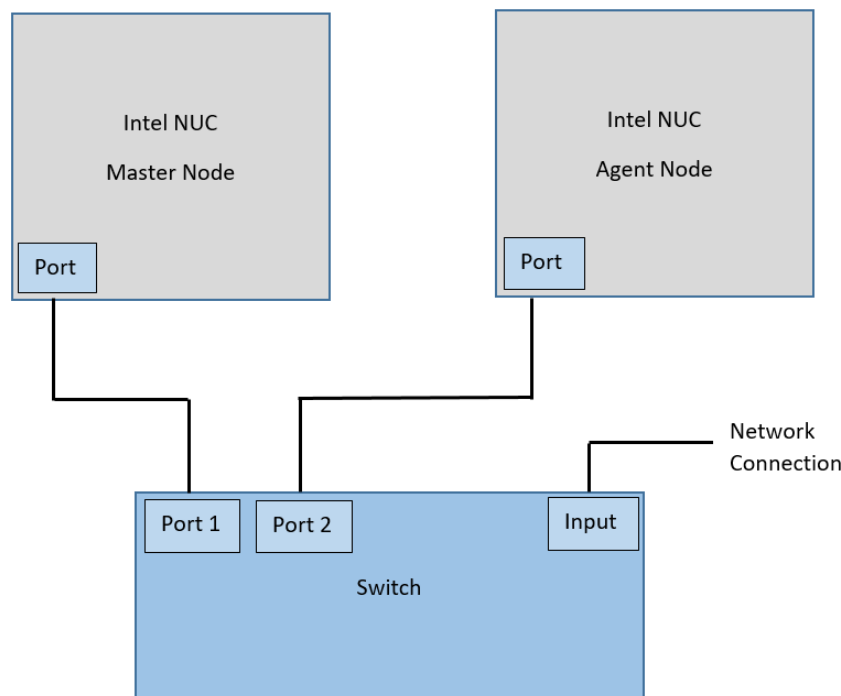 Intel NUC
Master Node
Port
Intel NUC
Agent Node
Port
Network
Connection
Port 1
Port 2
Input
Switch